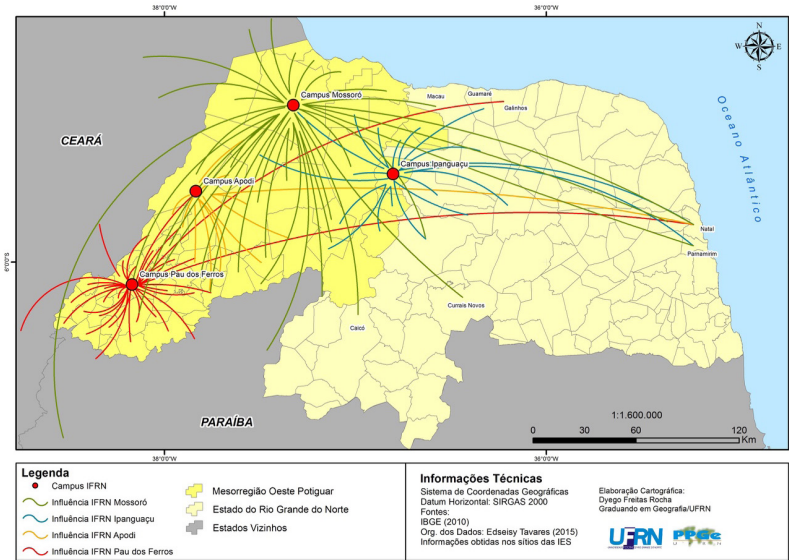 38°0'0"W
36°0'0"W
N
W
E
S
Macau
Guamaré
Galinhos
Campus Mossoró
CEARÁ
Oceano Atlântico
Campus Ipanguaçu
Campus Apodi
Natal
Parnamirim
6°0'0"S
Campus Pau dos Ferros
Currais Novos
Caicó
1:1.600.000
PARAÍBA
0 30 60 120
Km
38°0'0"W
36°0'0"W
Legenda
Campus IFRN
Influência IFRN Mossoró
Influência IFRN Ipanguaçu
Influência IFRN Apodi
Influência IFRN Pau dos Ferros
Mesorregião Oeste Potiguar
Estado do Rio Grande do Norte
Estados Vizinhos
Informações Técnicas
Sistema de Coordenadas Geográficas
Datum Horizontal: SIRGAS 2000
Fontes:
IBGE (2010)
Org. dos Dados: Edseisy Tavares (2015)
Informações obtidas nos sítios das IES
Elaboração Cartográfica:
Dyego Freitas Rocha
Graduando em Geografia/UFRN
UFRN
PPGe